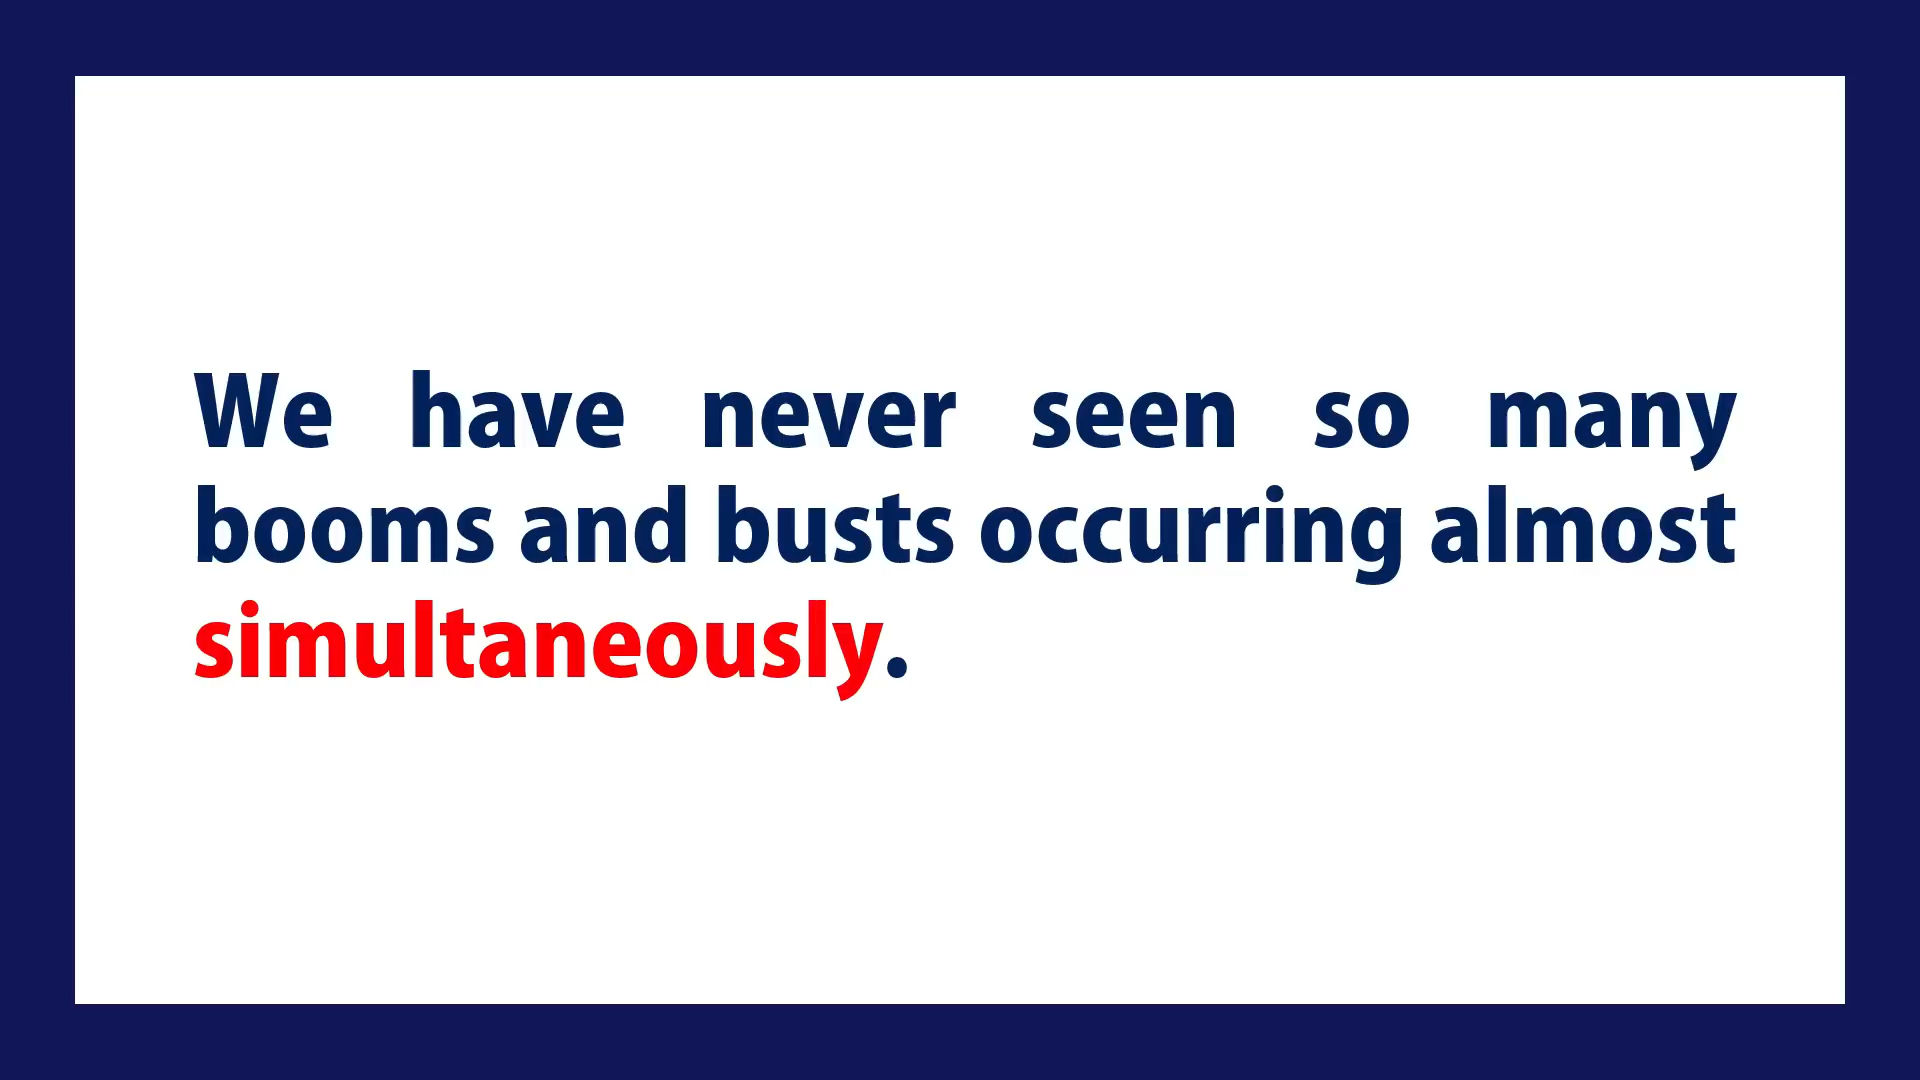 We have never seen so many
booms and busts occurring almost
simultaneously.